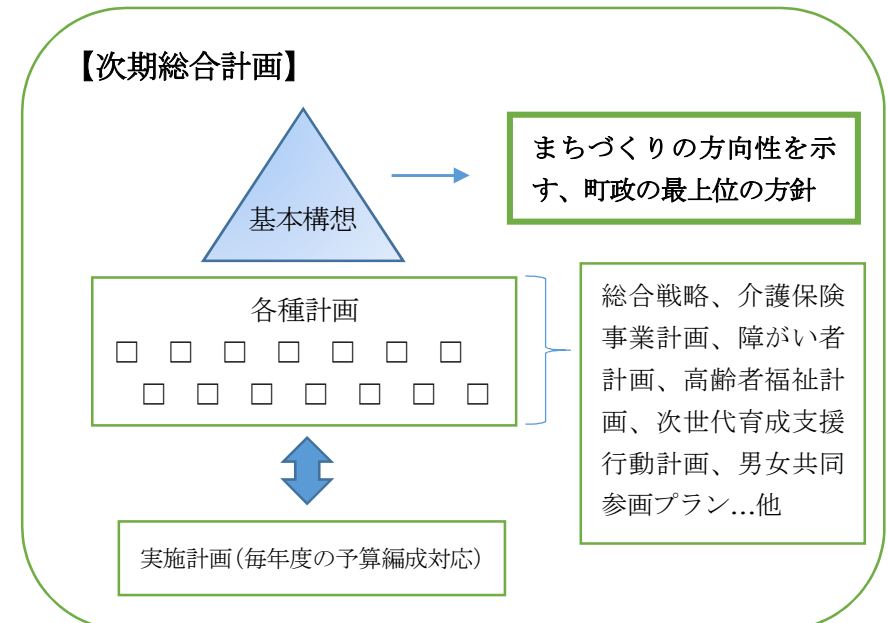 【次期総合計画】
基本構想
まちづくりの方向性を示
す、町政の最上位の方針
各種計画
□ □ □ □ □ □ □
□ □ □ □ □ □ □
総合戦略、介護保険
事業計画、障がい者
計画、高齢者福祉計
画、次世代育成支援
行動計画、男女共同
参画プラン…他
実施計画(毎年度の予算編成対応)